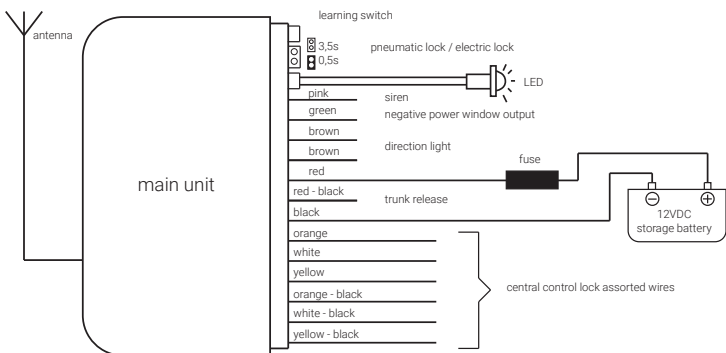 learning switch
antenna
3,5s
pneumatic lock / electric lock
0,5s
LED
pink
siren
green
negative power window output
brown
direction light
brown
fuse
red
main unit
red - black
trunk release
black
12VDC
storage battery
orange
white
yellow
central control lock assorted wires
orange - black
white - black
yellow - black